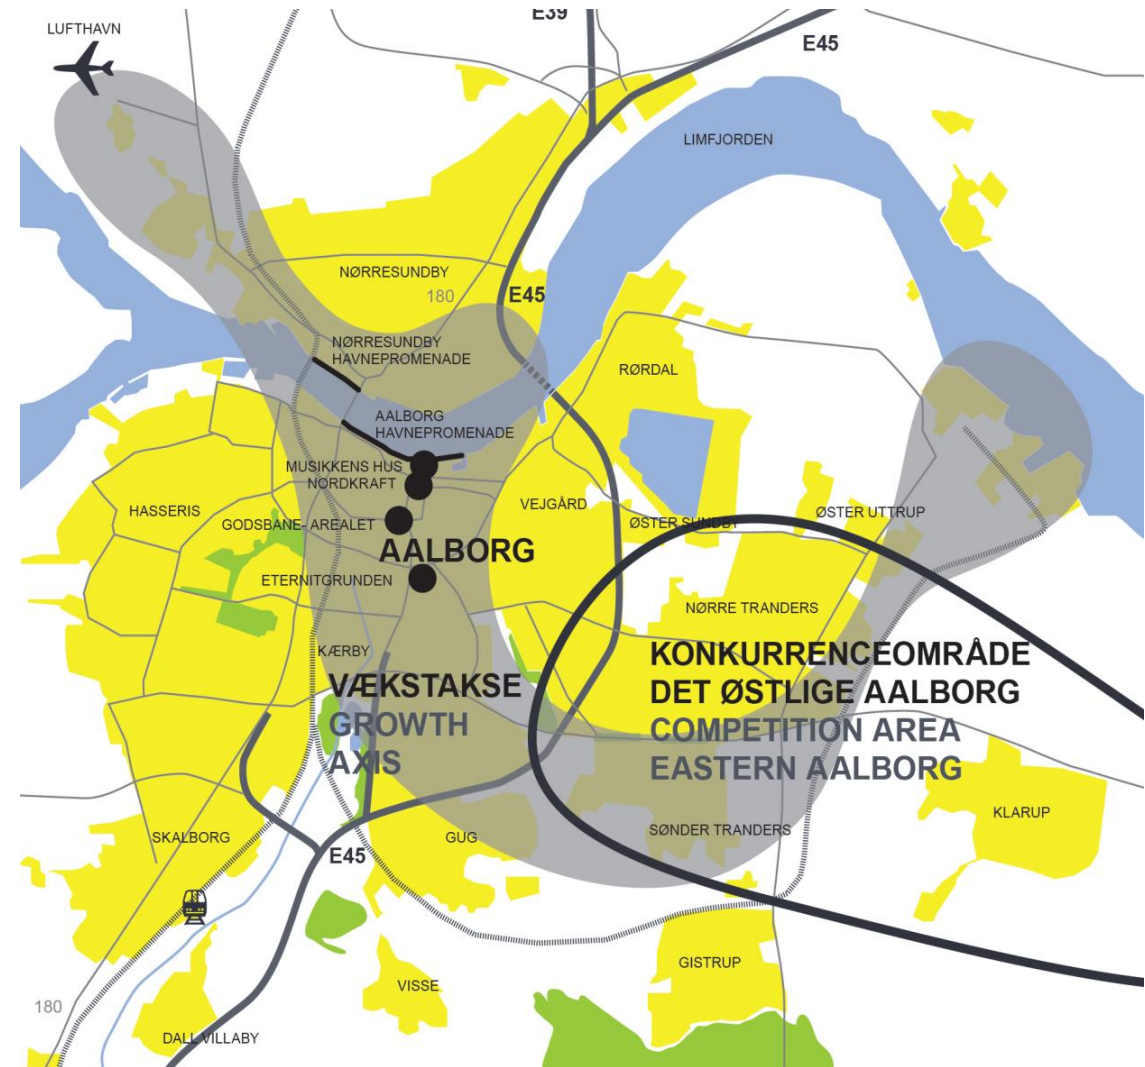 LUFTHAVN
E39
E45
LIMFJORDEN
NØRRESUNDBY
180
E45
NØRRESUNDBY
HAVNEPROMENADE
RØRDAL
AALBORG
HAVNEPROMENADE
MUSIKKENS HUS
NORDKRAFT
HASSERIS
VEJGÅRD
GODSBANE- AREALET
ØSTER SUNDBY
ØSTER UTTRUP
AALBORG
ETERNITGRUNDEN
NØRRE TRANDERS
KÆRBY
VÆKSTAKSE
GROWTH
AXIS
KONKURRENCEOMRÅDE
DET ØSTLIGE AALBORG
COMPETITION AREA
EASTERN AALBORG
KLARUP
SKALBORG
GUG
SØNDER TRANDERS
E45
GISTRUP
VISSE
180
DALL VILLABY